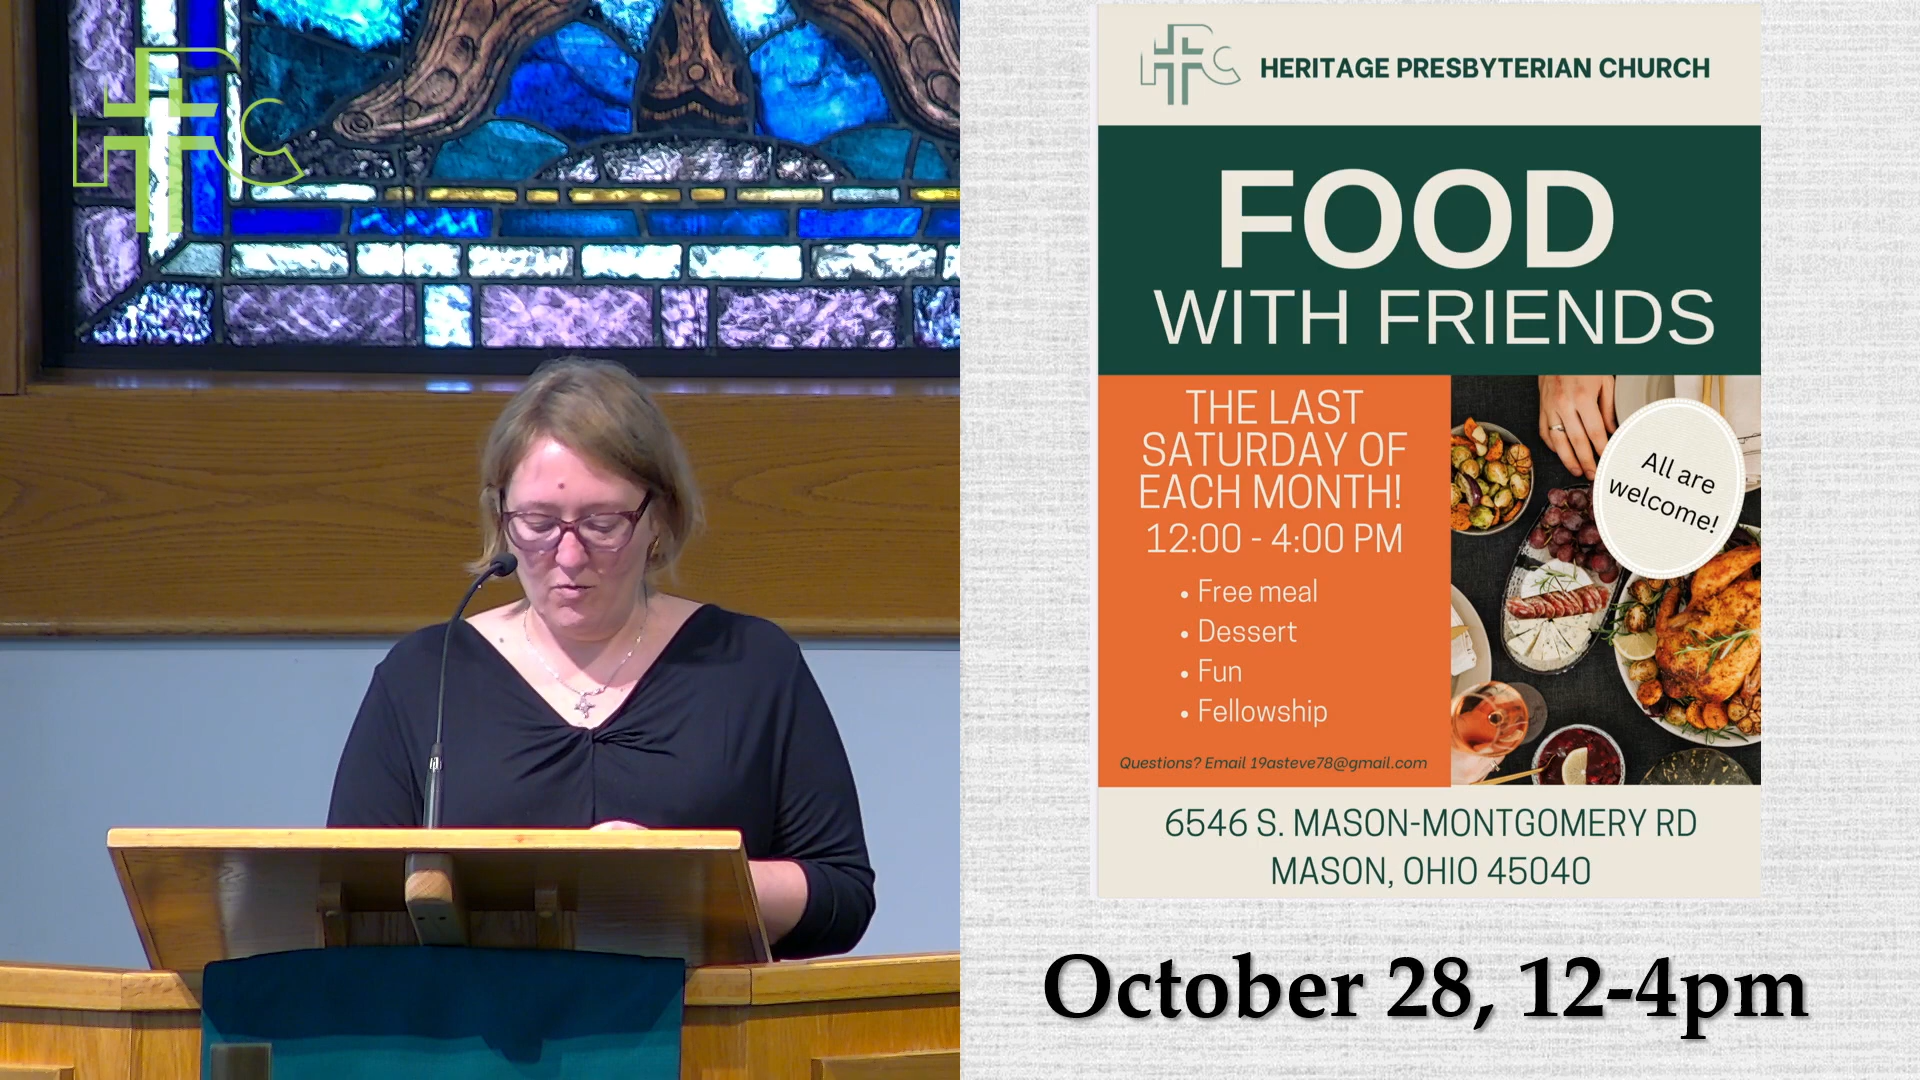 HPC
HPC
HERITAGE PRESBYTERIAN CHURCH
FOOD
WITH FRIENDS
THE LAST
SATURDAY OF
EACH MONTH!
12:00 - 4:00 PM
• Free meal
• Dessert
• Fun
• Fellowship
Questions? Email 19asteve78@gmail.com
All are
welcome!
6546 S. MASON-MONTGOMERY RD
MASON, OHIO 45040
October 28, 12-4pm